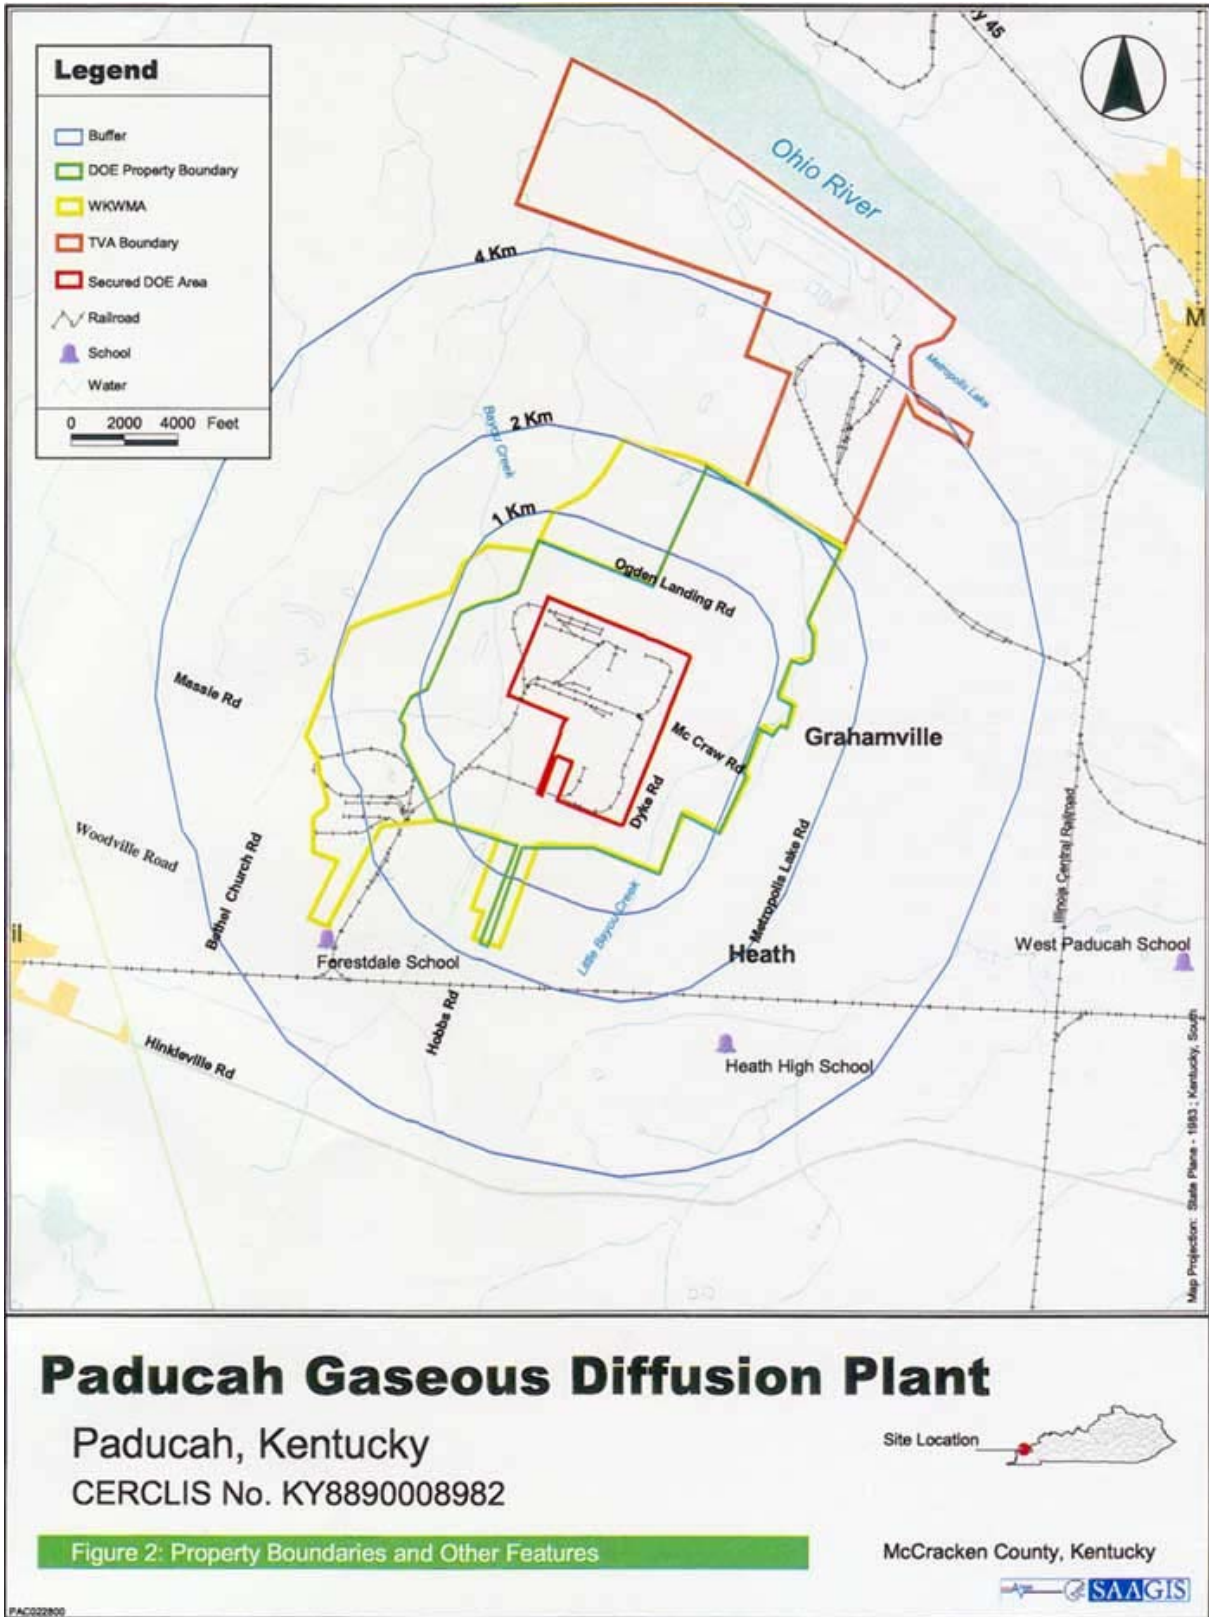 Legend
Buffer
DOE Property Boundary
WKWMA
TVA Boundary
Secured DOE Area
Railroad
School
Water
0 2000 4000 Feet
y 45
Ohio River
4 Km
M
Metropolis Lake
2 Km
Bayou Creek
1 Km
Ogden Landing Rd
Massie Rd
Mc Craw Rd
Grahamville
Dyke Rd
Woodville Road
Bethel Church Rd
Metropolis Lake Rd
Illinois Central Railroad
Little Bayou Creek
il
Forestdale School
Heath
West Paducah School
Hobbs Rd
Hinkleville Rd
Heath High School
Map Projection: State Plane - 1983 ; Kentucky, South
Paducah Gaseous Diffusion Plant
Paducah, Kentucky
CERCLIS No. KY8890008982
Site Location
Figure 2: Property Boundaries and Other Features
McCracken County, Kentucky
SAAGIS
PAC022800